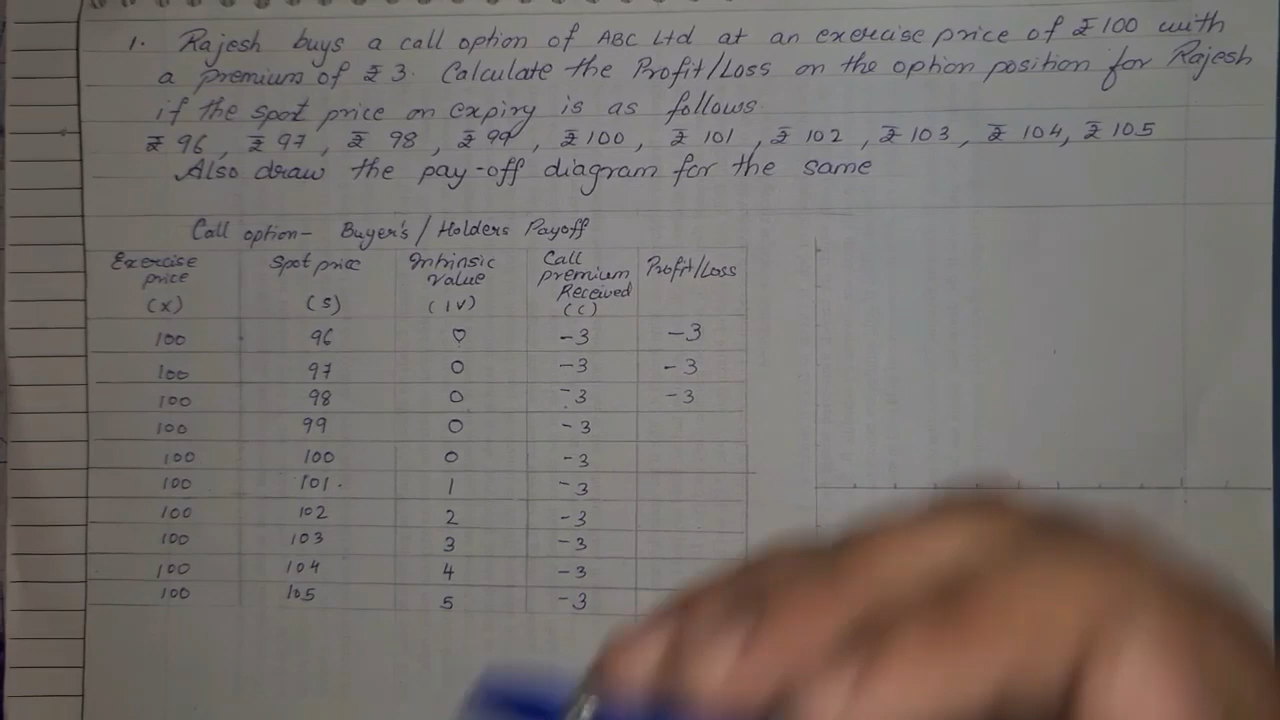 1. Rajesh buys a call option of ABC Ltd at an exercise price of ₹100 with
a premium of ₹3. Calculate the Profit/Loss on the option position for Rajesh
if the spot price on expiry is as follows.
₹96, ₹97, ₹98, ₹99, ₹100, ₹101, ₹102, ₹103, ₹104, ₹105
Also draw the pay-off diagram for the same
Call option- Buyer's / Holders Payoff
Exercise price (x) Spot price (S) Intrinsic value (IV) Call premium Received (C) Profit/Loss
100 96 0 -3 -3
100 97 0 -3 -3
100 98 0 -3 -3
100 99 0 -3
100 100 0 -3
100 101. 1 -3
100 102 2 -3
100 103 3 -3
100 104 4 -3
100 105 5 -3